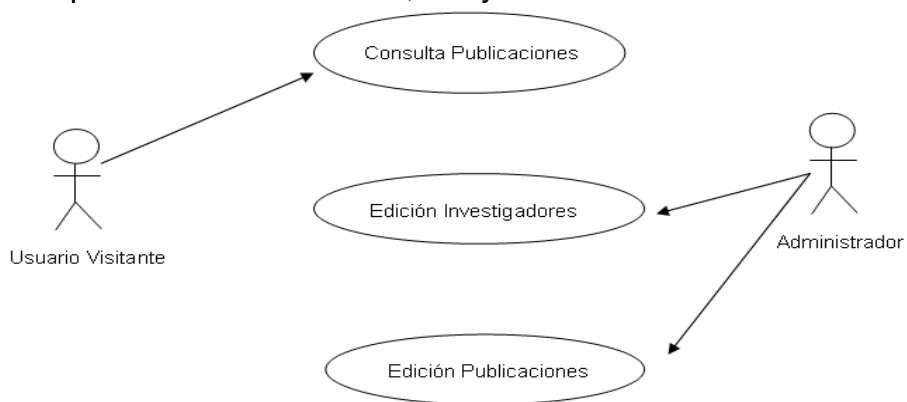 Consulta Publicaciones
Edición Investigadores
Usuario Visitante
Administrador
Edición Publicaciones